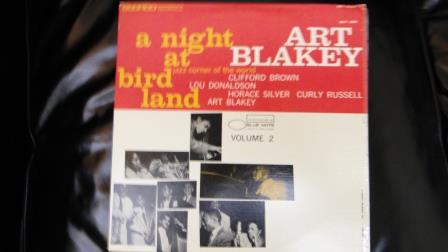 STEREO
a night
at
bird
land
jazz corner of the world
ART
BLAKEY
CLIFFORD BROWN
LOU DONALDSON
HORACE SILVER CURLY RUSSELL
ART BLAKEY
BLUE NOTE
VOLUME 2